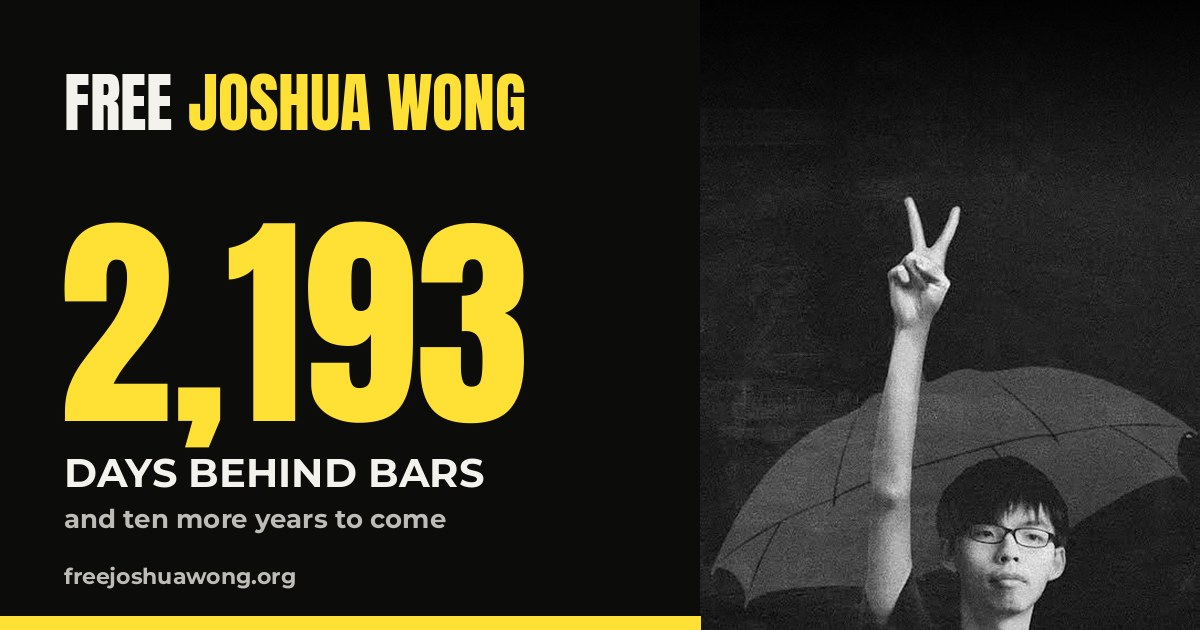 FREE JOSHUA WONG
2,193
DAYS BEHIND BARS
and ten more years to come
freejoshuawong.org